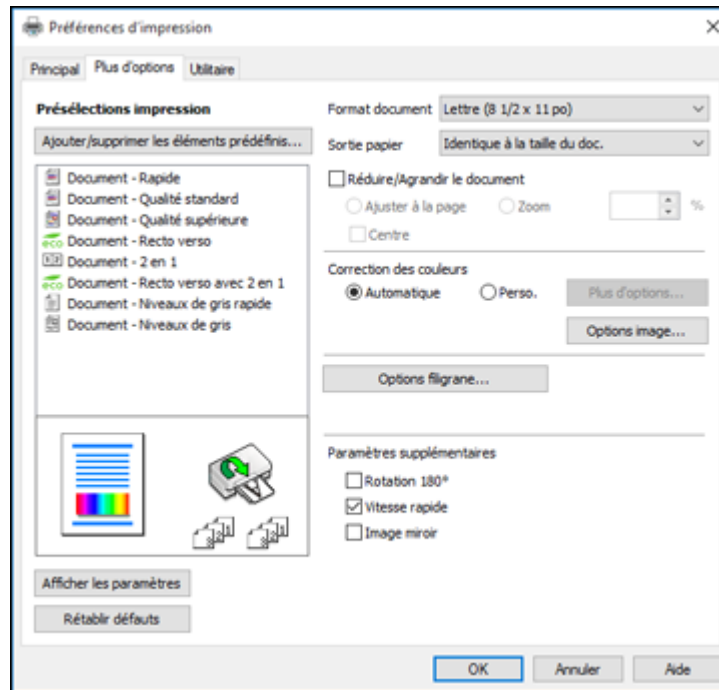 Préférences d'impression
Principal Plus d'options Utilitaire
Présélections impression
Ajouter/supprimer les éléments prédéfinis...
Document - Rapide
Document - Qualité standard
Document - Qualité supérieure
eco Document - Recto verso
Document - 2 en 1
eco Document - Recto verso avec 2 en 1
Document - Niveaux de gris rapide
Document - Niveaux de gris
Afficher les paramètres
Rétablir défauts
Format document Lettre (8 1/2 x 11 po)
Sortie papier Identique à la taille du doc.
Réduire/Agrandir le document
Ajuster à la page Zoom %
Centre
Correction des couleurs
Automatique Perso. Plus d'options...
Options image...
Options filigrane...
Paramètres supplémentaires
Rotation 180°
Vitesse rapide
Image miroir
OK Annuler Aide